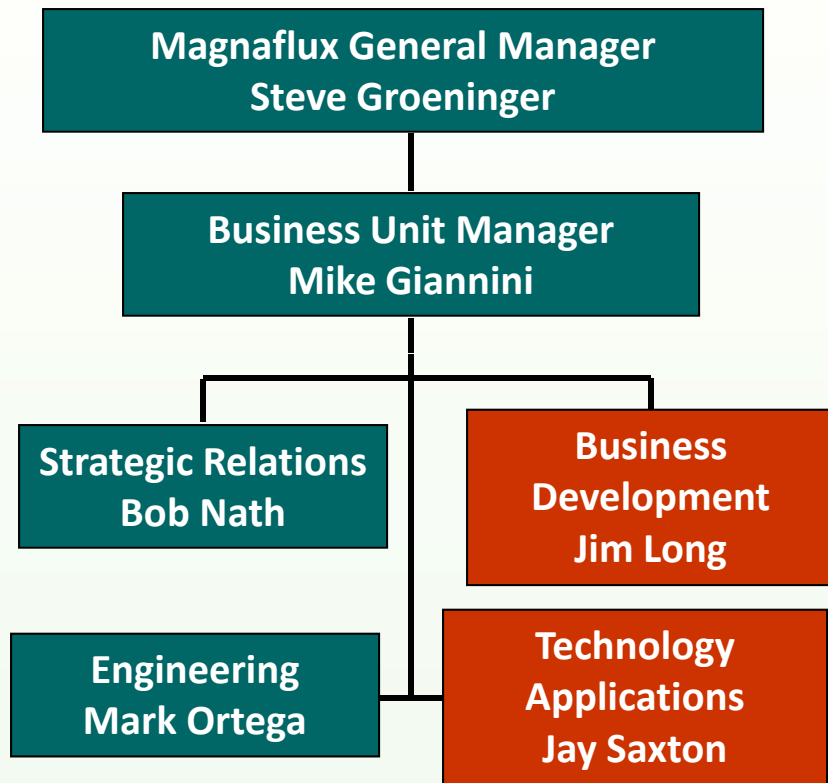 Magnaflux General Manager
Steve Groeninger
Business Unit Manager
Mike Giannini
Strategic Relations
Bob Nath
Business
Development
Jim Long
Engineering
Mark Ortega
Technology
Applications
Jay Saxton